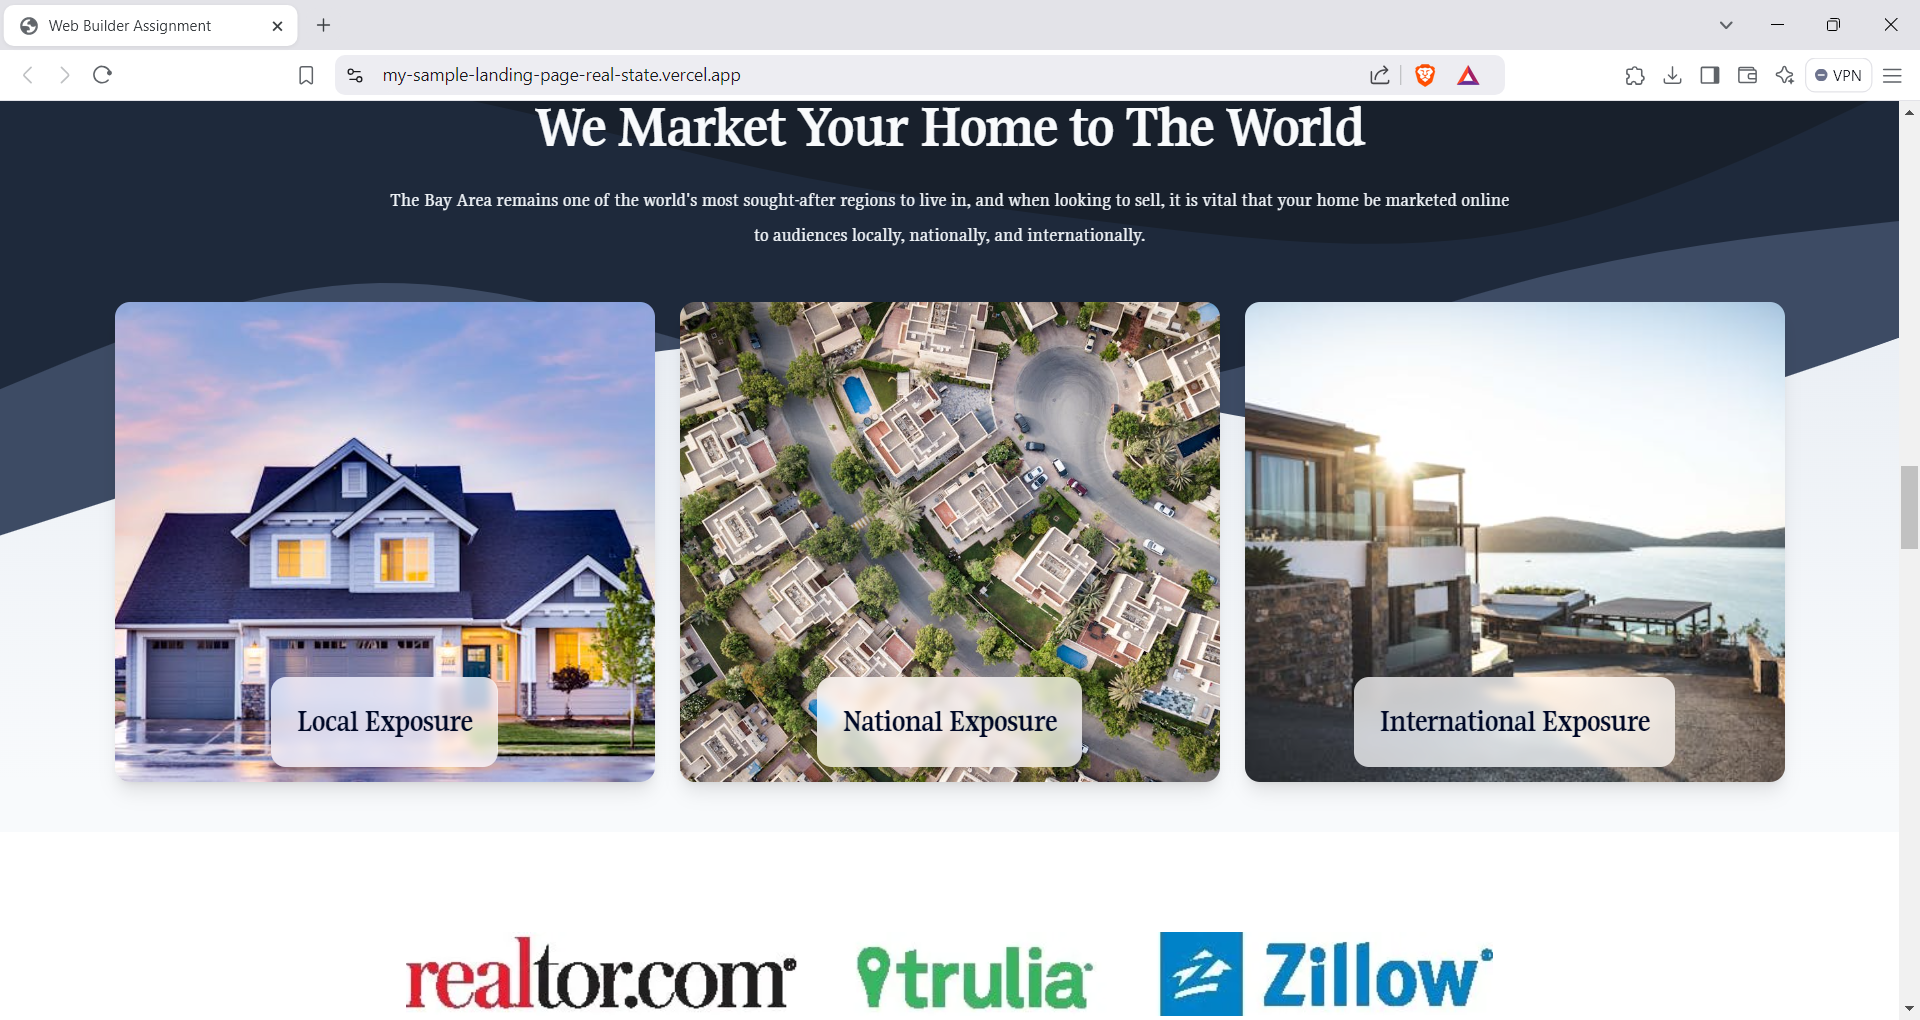 Web Builder Assignment
my-sample-landing-page-real-state.vercel.app
VPN
We Market Your Home to The World
The Bay Area remains one of the world's most sought-after regions to live in, and when looking to sell, it is vital that your home be marketed online
to audiences locally, nationally, and internationally.
Local Exposure
National Exposure
International Exposure
realtor.com®
trulia
Zillow®